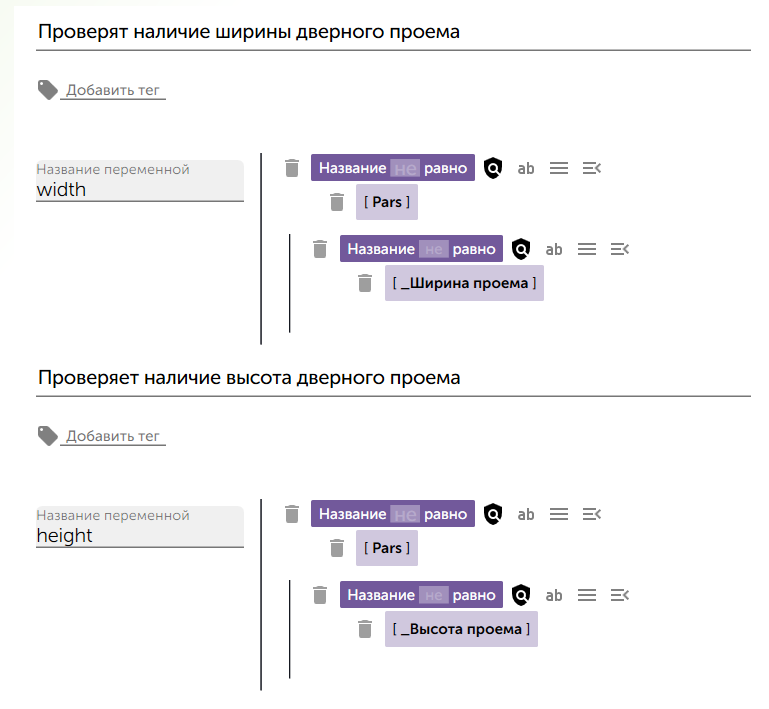 Проверят наличие ширины дверного проема
Добавить тег
Название переменной
width
Название не равно ab
[ Pars ]
Название не равно ab
[ _Ширина проема ]
Проверяет наличие высота дверного проема
Добавить тег
Название переменной
height
Название не равно ab
[ Pars ]
Название не равно ab
[ _Высота проема ]